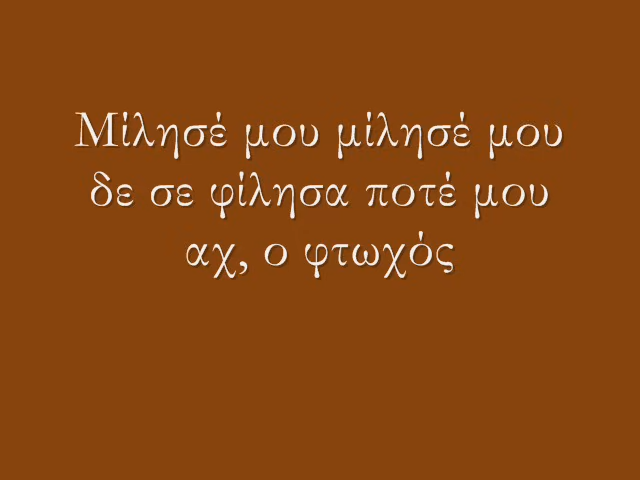 Μίλησέ μου μίλησέ μου
δε σε φίλησα ποτέ μου
αχ, ο φτωχός